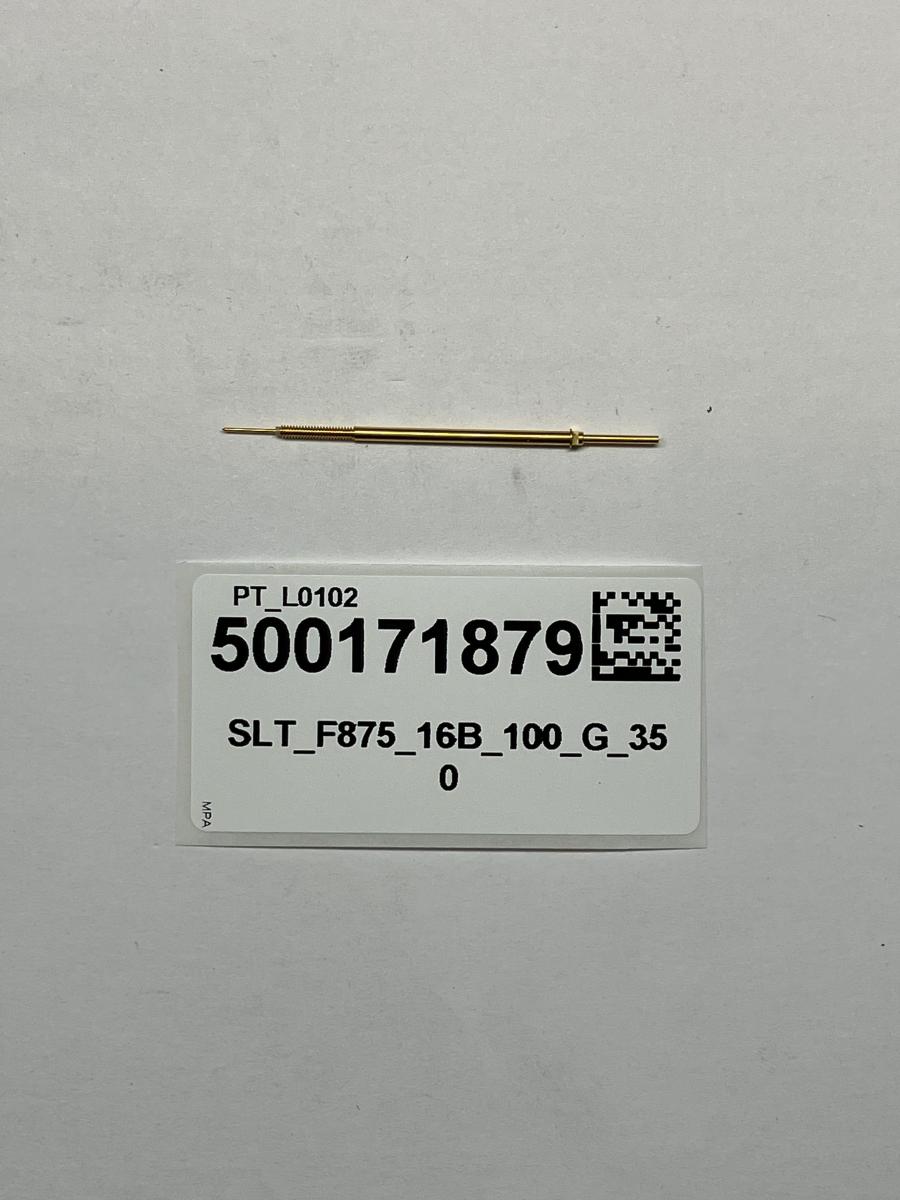 PT_L0102
500171879
SLT_F875_16B_100_G_35
0
MPA